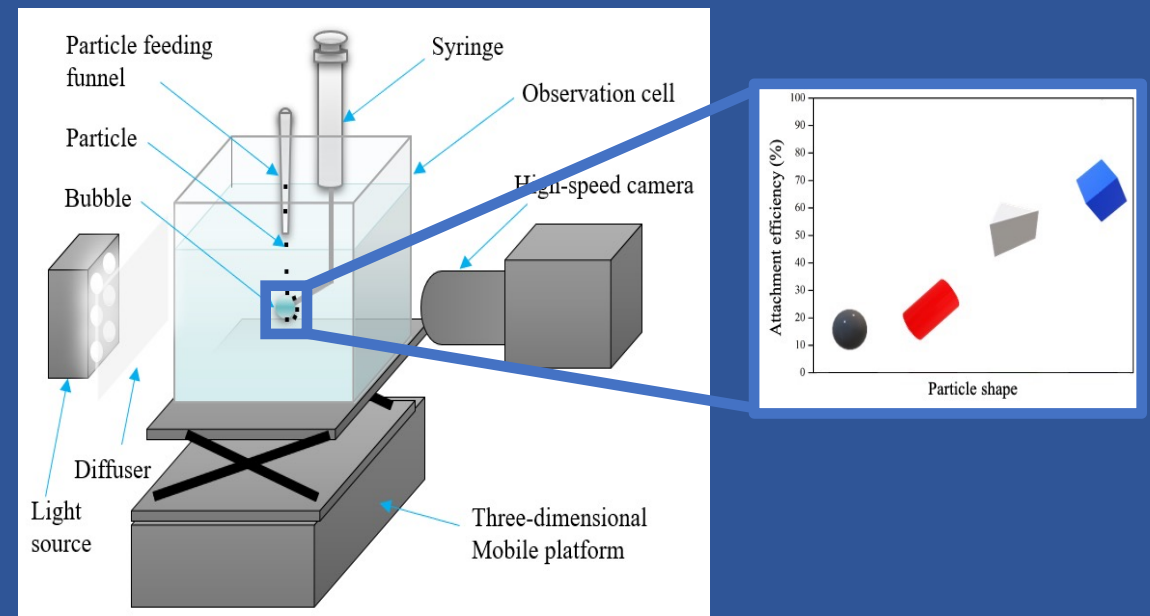 Particle feeding
funnel
Syringe
Observation cell
Particle
High-speed camera
Bubble
Diffuser
Light
source
Three-dimensional
Mobile platform
Attachment efficiency (%)
100
90
80
70
60
50
40
30
20
10
0
Particle shape